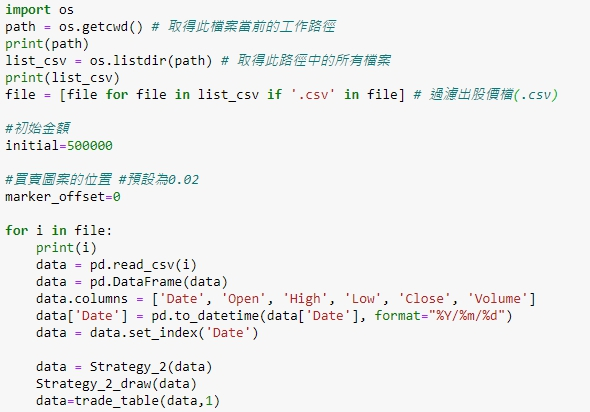 import os
path = os.getcwd() # 取得此檔案當前的工作路徑
print(path)
list_csv = os.listdir(path) # 取得此路徑中的所有檔案
print(list_csv)
file = [file for file in list_csv if '.csv' in file] # 過濾出股價檔(.csv)
#初始金額
initial=500000
#買賣圖案的位置 #預設為0.02
marker_offset=0
for i in file:
    print(i)
    data = pd.read_csv(i)
    data = pd.DataFrame(data)
    data.columns = ['Date', 'Open', 'High', 'Low', 'Close', 'Volume']
    data['Date'] = pd.to_datetime(data['Date'], format="%Y/%m/%d")
    data = data.set_index('Date')
    data = Strategy_2(data)
    Strategy_2_draw(data)
    data=trade_table(data,1)